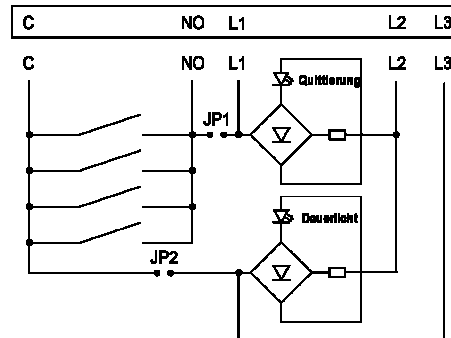 C NO L1 L2 L3
C NO L1 L2 L3
Quittierung
JP1
Dauerlicht
JP2